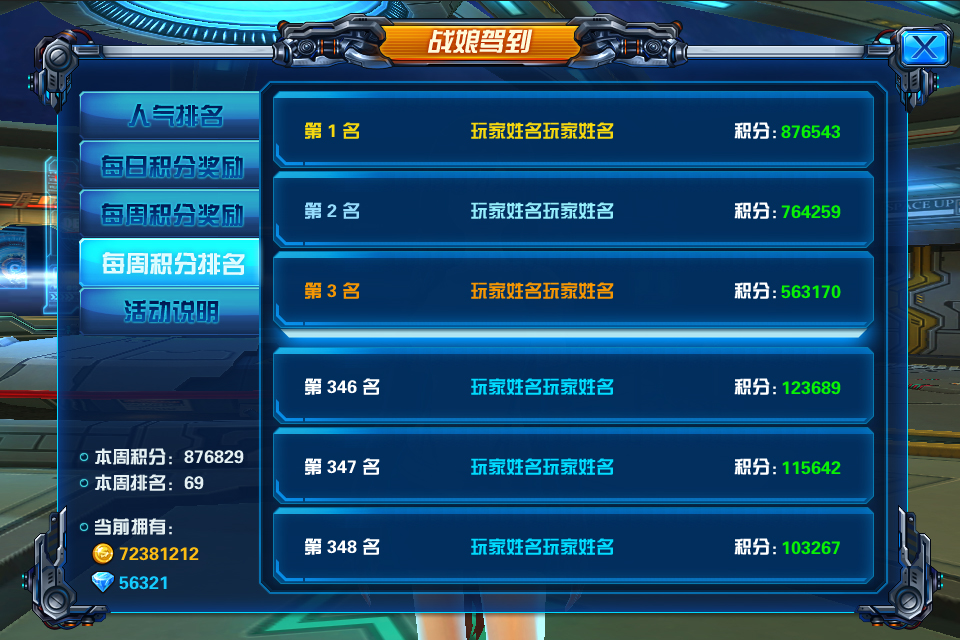 战娘驾到
人气排名
每日积分奖励
每周积分奖励
每周积分排名
活动说明
第 1 名 玩家姓名玩家姓名 积分: 876543
第 2 名 玩家姓名玩家姓名 积分: 764259
第 3 名 玩家姓名玩家姓名 积分: 563170
第 346 名 玩家姓名玩家姓名 积分: 123689
第 347 名 玩家姓名玩家姓名 积分: 115642
第 348 名 玩家姓名玩家姓名 积分: 103267
本周积分: 876829
本周排名: 69
当前拥有:
72381212
56321